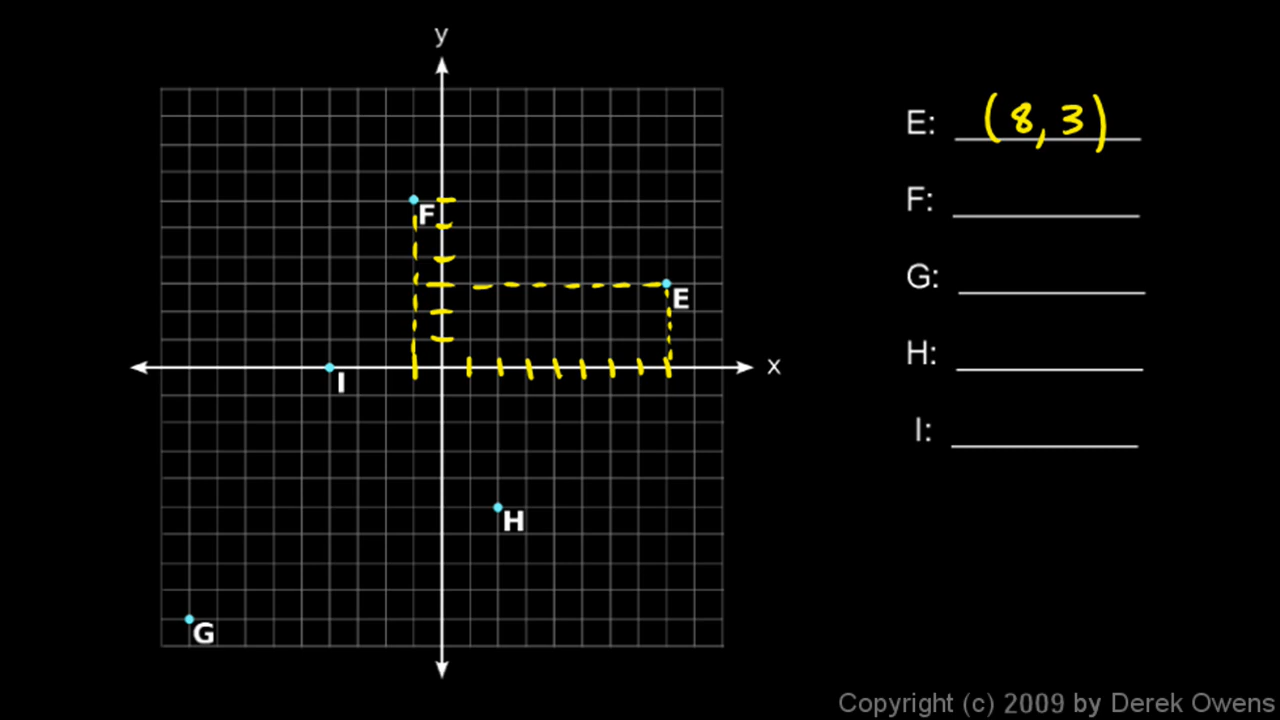 y
F
E
x
I
H
G
E: (8,3)
F:
G:
H:
I:
Copyright (c) 2009 by Derek Owens